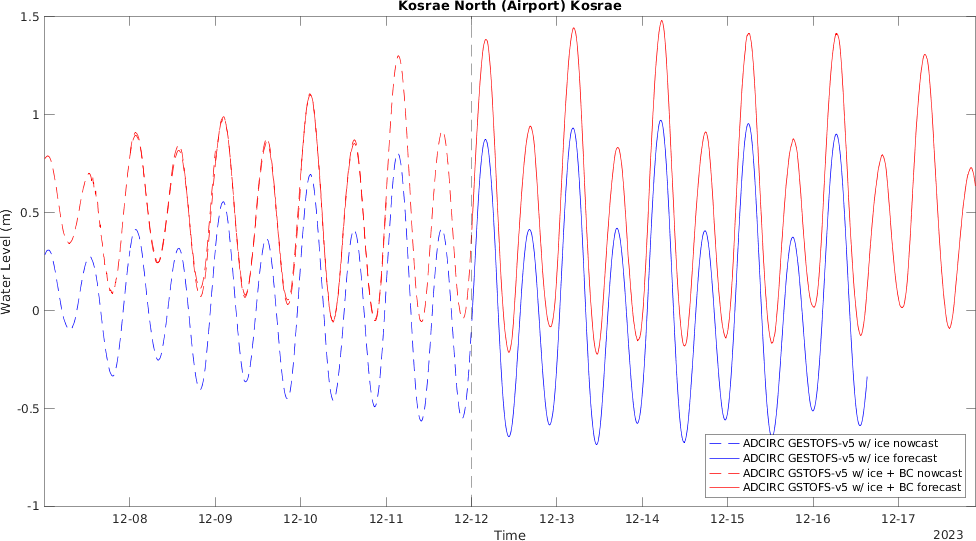 Kosrae North (Airport) Kosrae
1.5
1
0.5
0
-0.5
-1
Water Level (m)
12-08 12-09 12-10 12-11 12-12 12-13 12-14 12-15 12-16 12-17
Time
2023
ADCIRC GESTOFS-v5 w/ ice nowcast
ADCIRC GESTOFS-v5 w/ ice forecast
ADCIRC GSTOFS-v5 w/ ice + BC nowcast
ADCIRC GSTOFS-v5 w/ ice + BC forecast